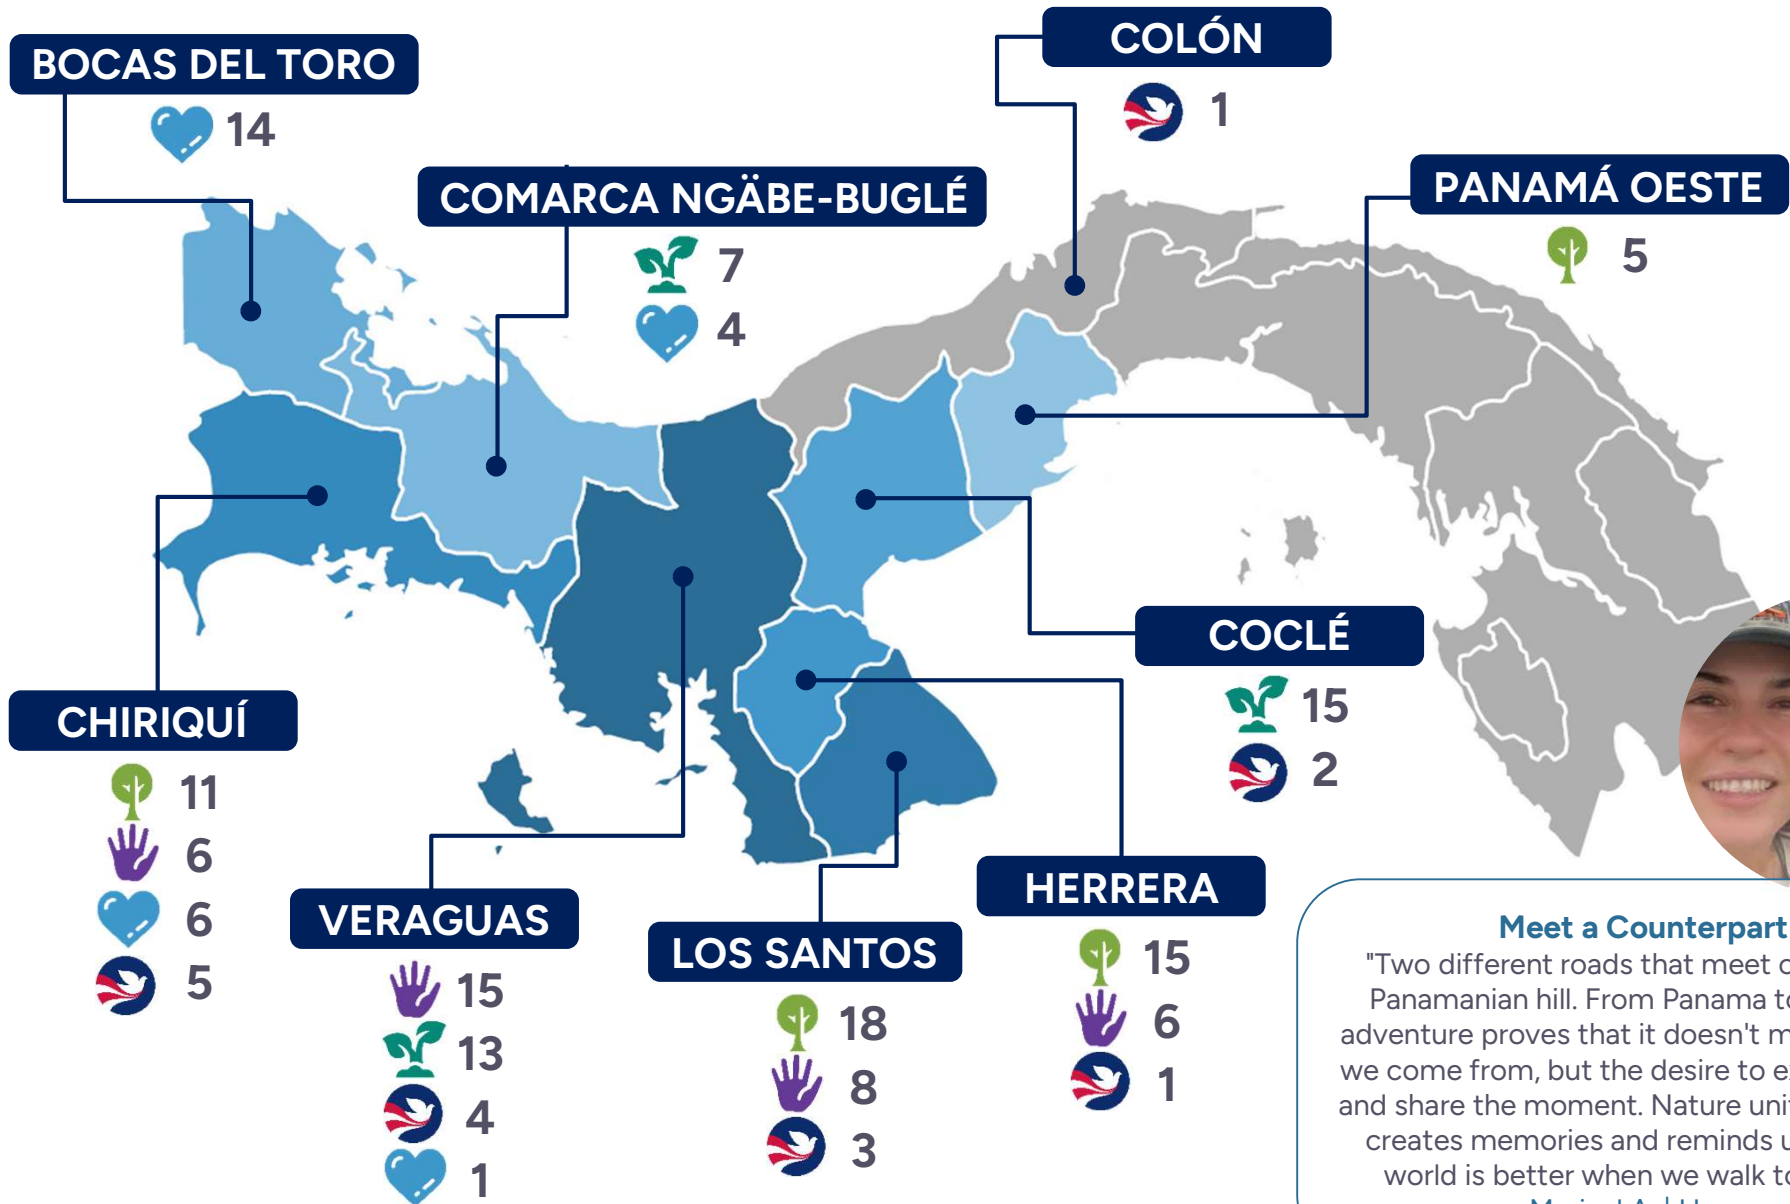 BOCAS DEL TORO
14
COLÓN
1
COMARCA NGÄBE-BUGLÉ
7
4
PANAMÁ OESTE
5
COCLÉ
15
2
CHIRIQUÍ
11
6
6
5
VERAGUAS
15
13
4
1
LOS SANTOS
18
8
3
HERRERA
15
6
1
Meet a Counterpart
"Two different roads that meet
Panamanian hill. From Panama
adventure proves that it doesn't
we come from, but the desire to
and share the moment. Nature
creates memories and reminds
world is better when we walk